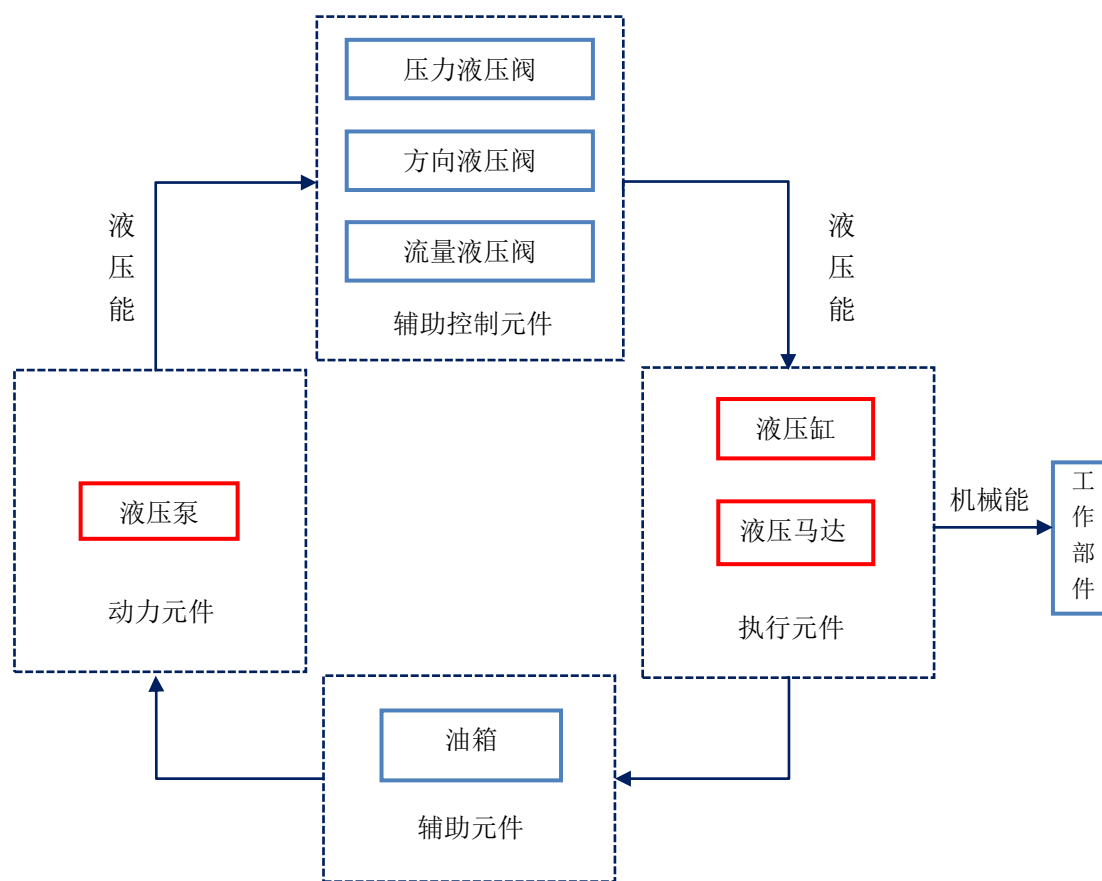 压力液压阀
方向液压阀
流量液压阀
辅助控制元件
液压能
液压能
液压泵
动力元件
液压缸
液压马达
执行元件
机械能
工作部件
油箱
辅助元件